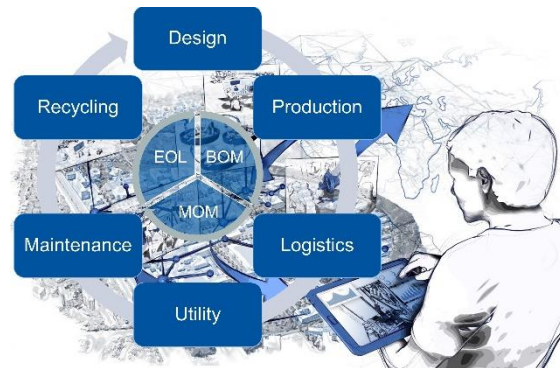 Design
Recycling
Production
EOL
BOM
MOM
Maintenance
Logistics
Utility